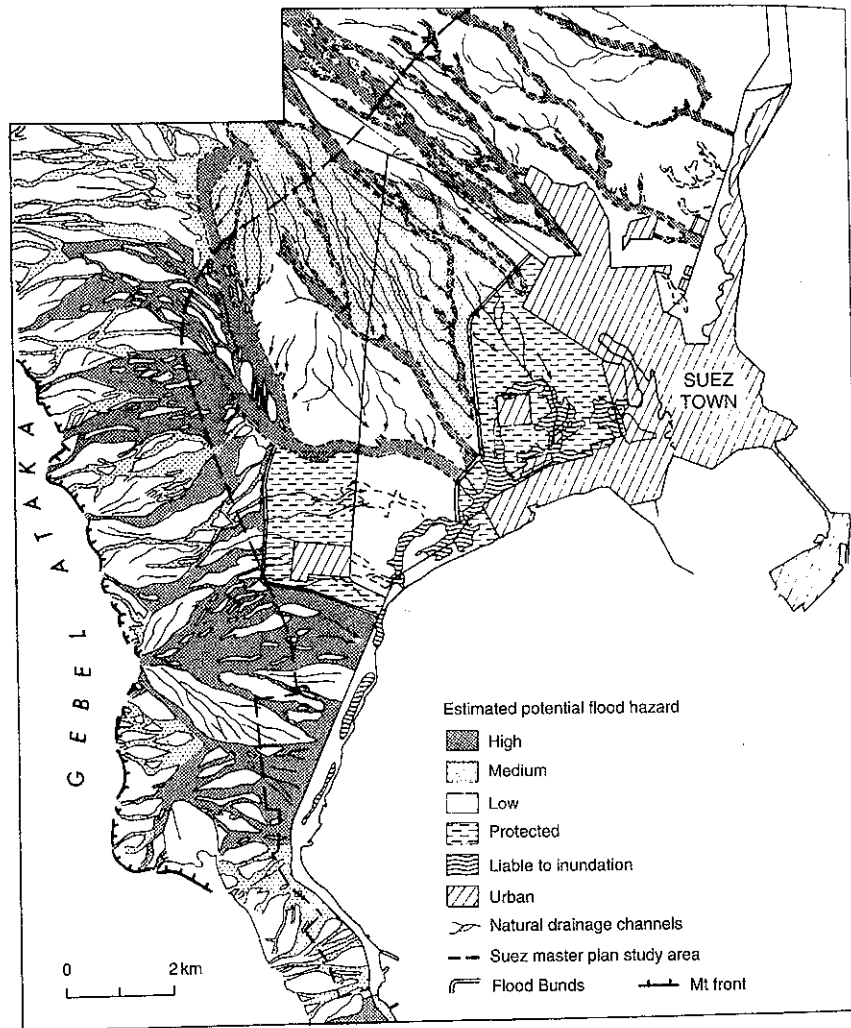 SUEZ
TOWN
GEBEL ATAKA
Estimated potential flood hazard
High
Medium
Low
Protected
Liable to inundation
Urban
Natural drainage channels
Suez master plan study area
Flood Bunds
Mt front
0 2 km